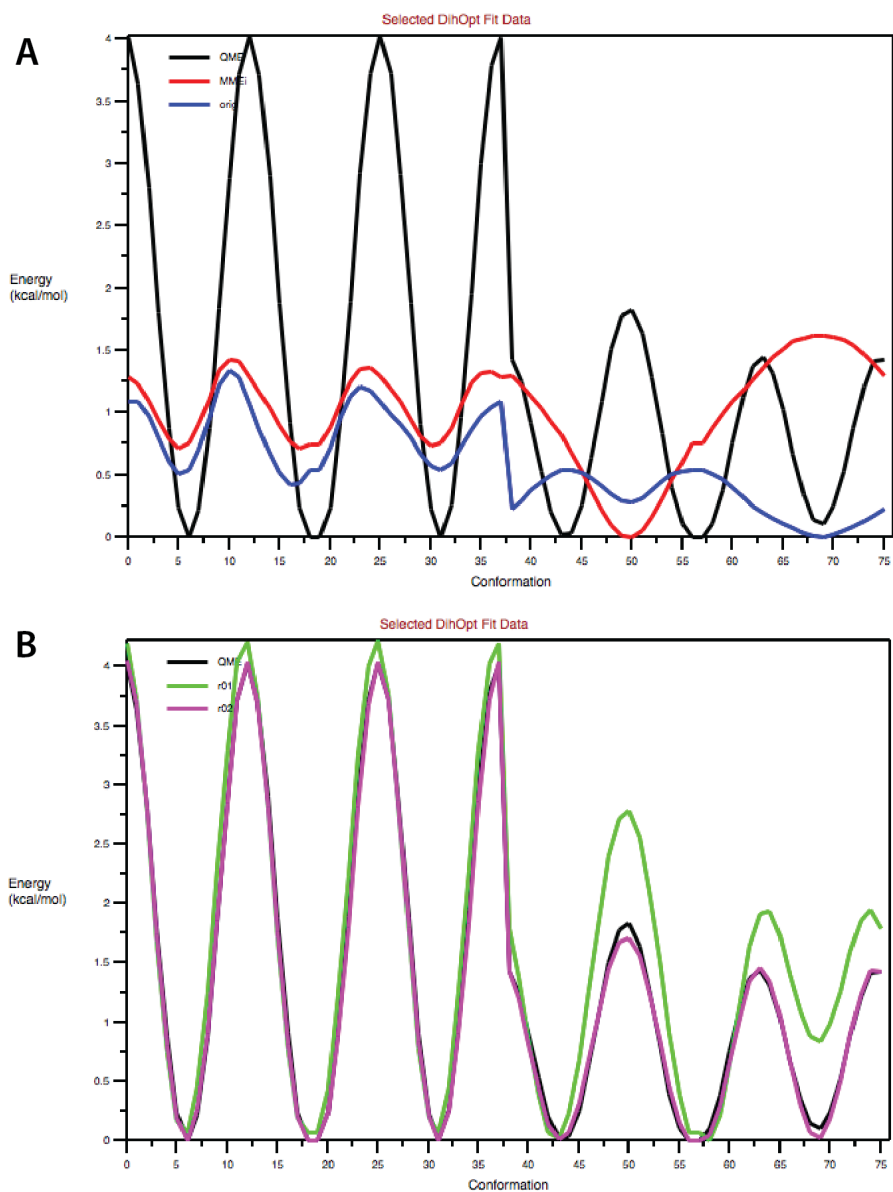 A
Selected DihOpt Fit Data
QME
MMEi
orig
4
3.5
3
2.5
2
1.5
1
0.5
0
Energy
(kcal/mol)
0 5 10 15 20 25 30 35 40 45 50 55 60 65 70 75
Conformation
B
Selected DihOpt Fit Data
QME
r01
r02
4
3.5
3
2.5
2
1.5
1
0.5
0
Energy
(kcal/mol)
0 5 10 15 20 25 30 35 40 45 50 55 60 65 70 75
Conformation